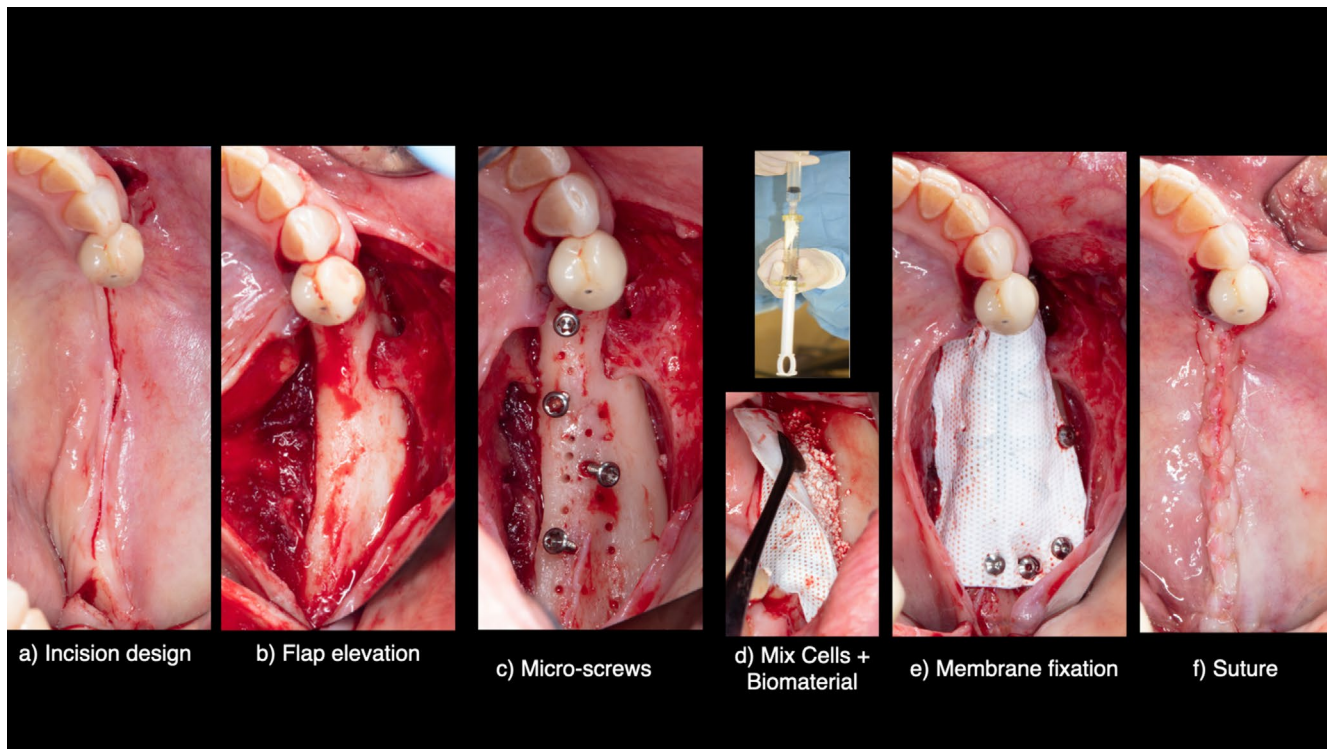 a) Incision design
b) Flap elevation
c) Micro-screws
d) Mix Cells +
Biomaterial
e) Membrane fixation
f) Suture